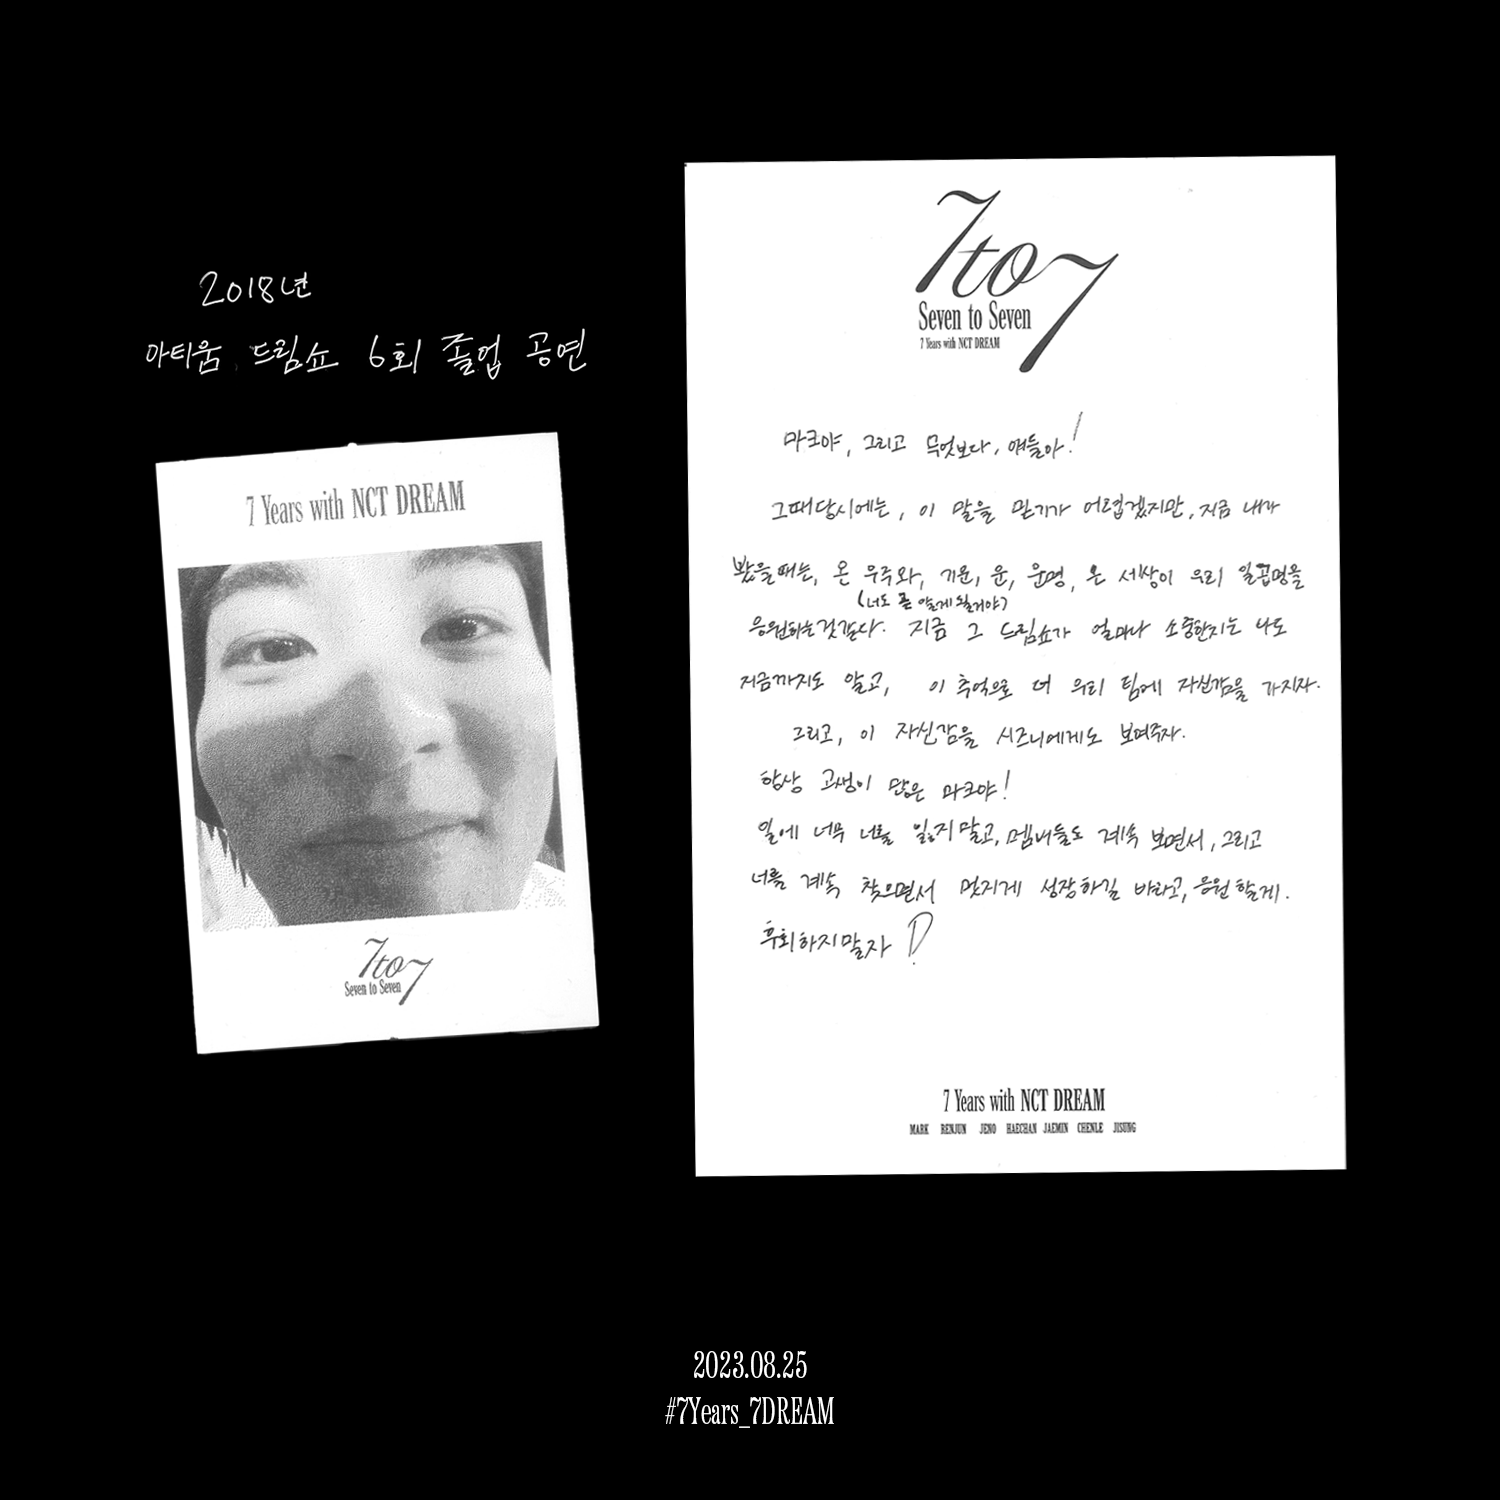 2018년
아티움 드림쇼 6회 졸업 공연
7 Years with NCT DREAM
7to7
Seven to Seven
7to7
Seven to Seven
7 Years with NCT DREAM
마크야, 그리고 무엇보다, 얘들아!
그때당시에는, 이 말을 믿기가 어렵겠지만, 지금 내가
봤을때는, 온 우주와, 기운, 운, 운명, 온 세상이 우리 일곱명을
(너도 곧 알게될거야)
응원하는것같다. 지금 그 드림쇼가 얼마나 소중한지는 너도
지금까지도 알고, 이 추억으로 더 우리 팀에 자신감을 가지자.
그리고, 이 자신감을 시즈니에게도 보여주자.
항상 고생이 많은 마크야!
일에 너무 너를 잃지말고, 멤버들도 계속 보면서, 그리고
너를 계속 찾으면서 멋지게 성장하길 바라고, 응원할게.
후회하지말자
7 Years with NCT DREAM
MARK RENJUN JENO HAECHAN JAEMIN CHENLE JISUNG
2023.08.25
#7Years_7DREAM